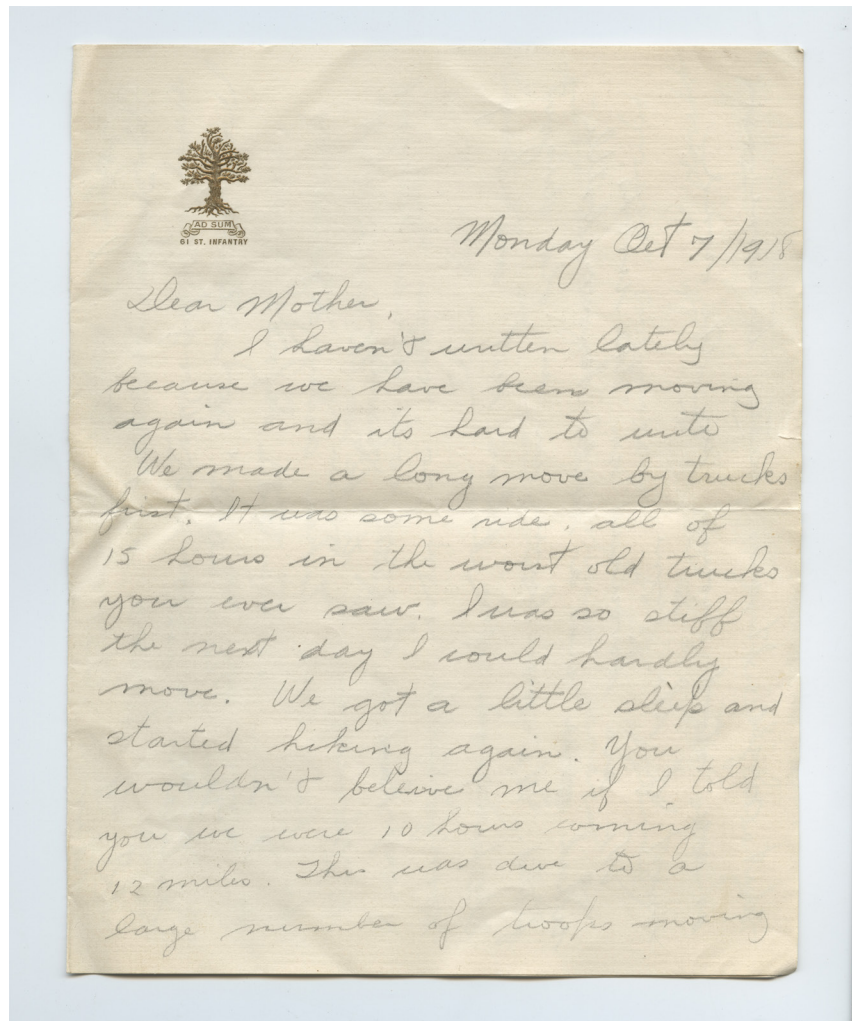 AD SUM
61 ST. INFANTRY
Monday Oct 7/1918
Dear Mother,
I haven't written lately
because we have been moving
again and its hard to write
We made a long move by trucks
first. It was some ride, all of
15 hours in the worst old trucks
you ever saw. I was so stiff
the next day I could hardly
move. We got a little sleep and
started hiking again. You
wouldn't beleive me if I told
you we were 10 hours coming
12 miles. This was due to a
large number of troops moving